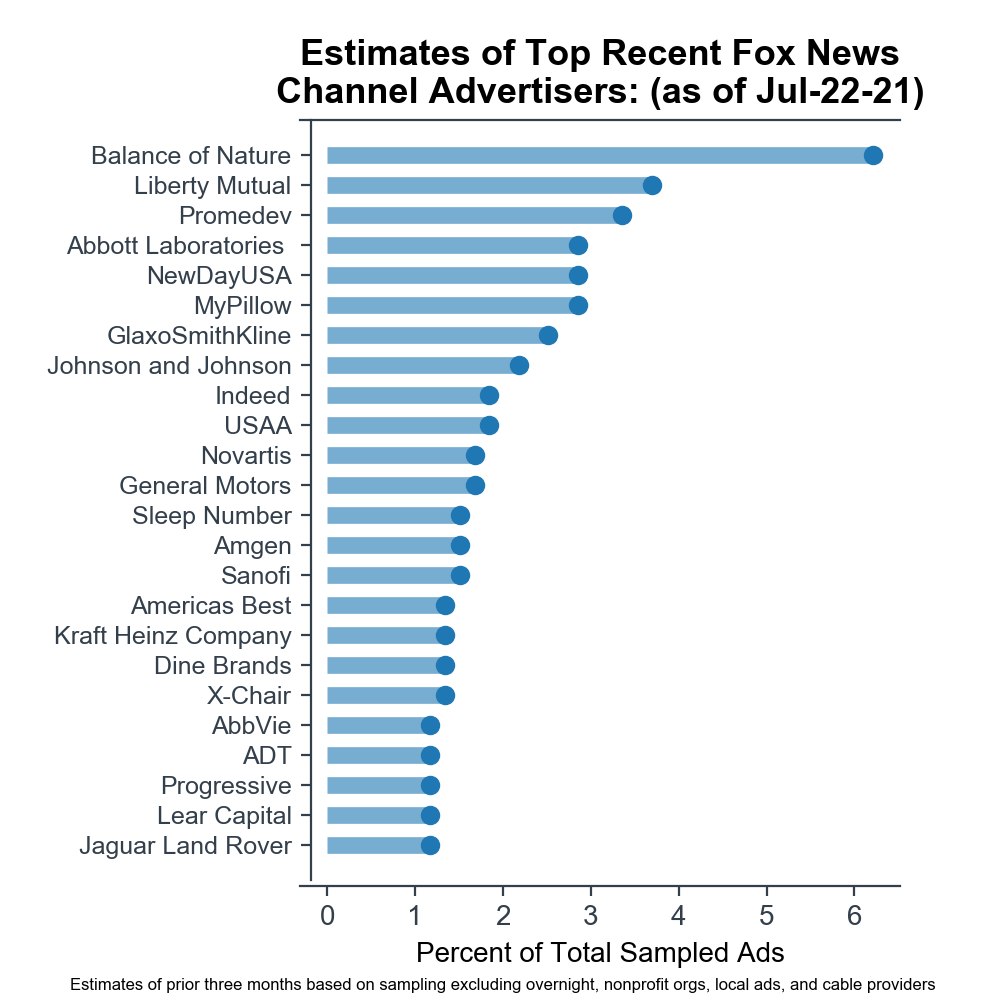 Estimates of Top Recent Fox News
Channel Advertisers: (as of Jul-22-21)
Balance of Nature
Liberty Mutual
Promedev
Abbott Laboratories
NewDayUSA
MyPillow
GlaxoSmithKline
Johnson and Johnson
Indeed
USAA
Novartis
General Motors
Sleep Number
Amgen
Sanofi
Americas Best
Kraft Heinz Company
Dine Brands
X-Chair
AbbVie
ADT
Progressive
Lear Capital
Jaguar Land Rover
0 1 2 3 4 5 6
Percent of Total Sampled Ads
Estimates of prior three months based on sampling excluding overnight, nonprofit orgs, local ads, and cable providers